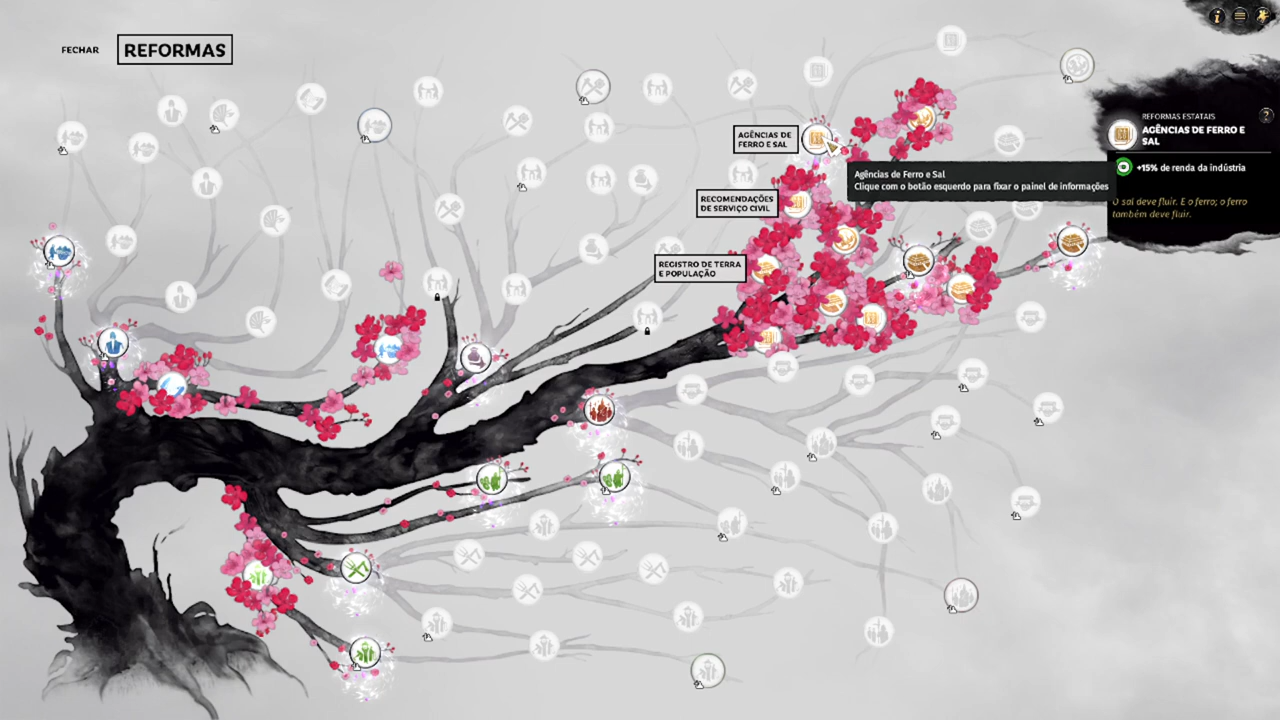 FECHAR
REFORMAS
AGÊNCIAS DE
FERRO E SAL
RECOMENDAÇÕES
DE SERVIÇO CIVIL
REGISTRO DE TERRA
E POPULAÇÃO
Agências de Ferro e Sal
Clique com o botão esquerdo para fixar o painel de informações
REFORMAS ESTATAIS
AGÊNCIAS DE FERRO E
SAL
?
+15% de renda da indústria
O sal deve fluir. E o ferro; o ferro
também deve fluir.